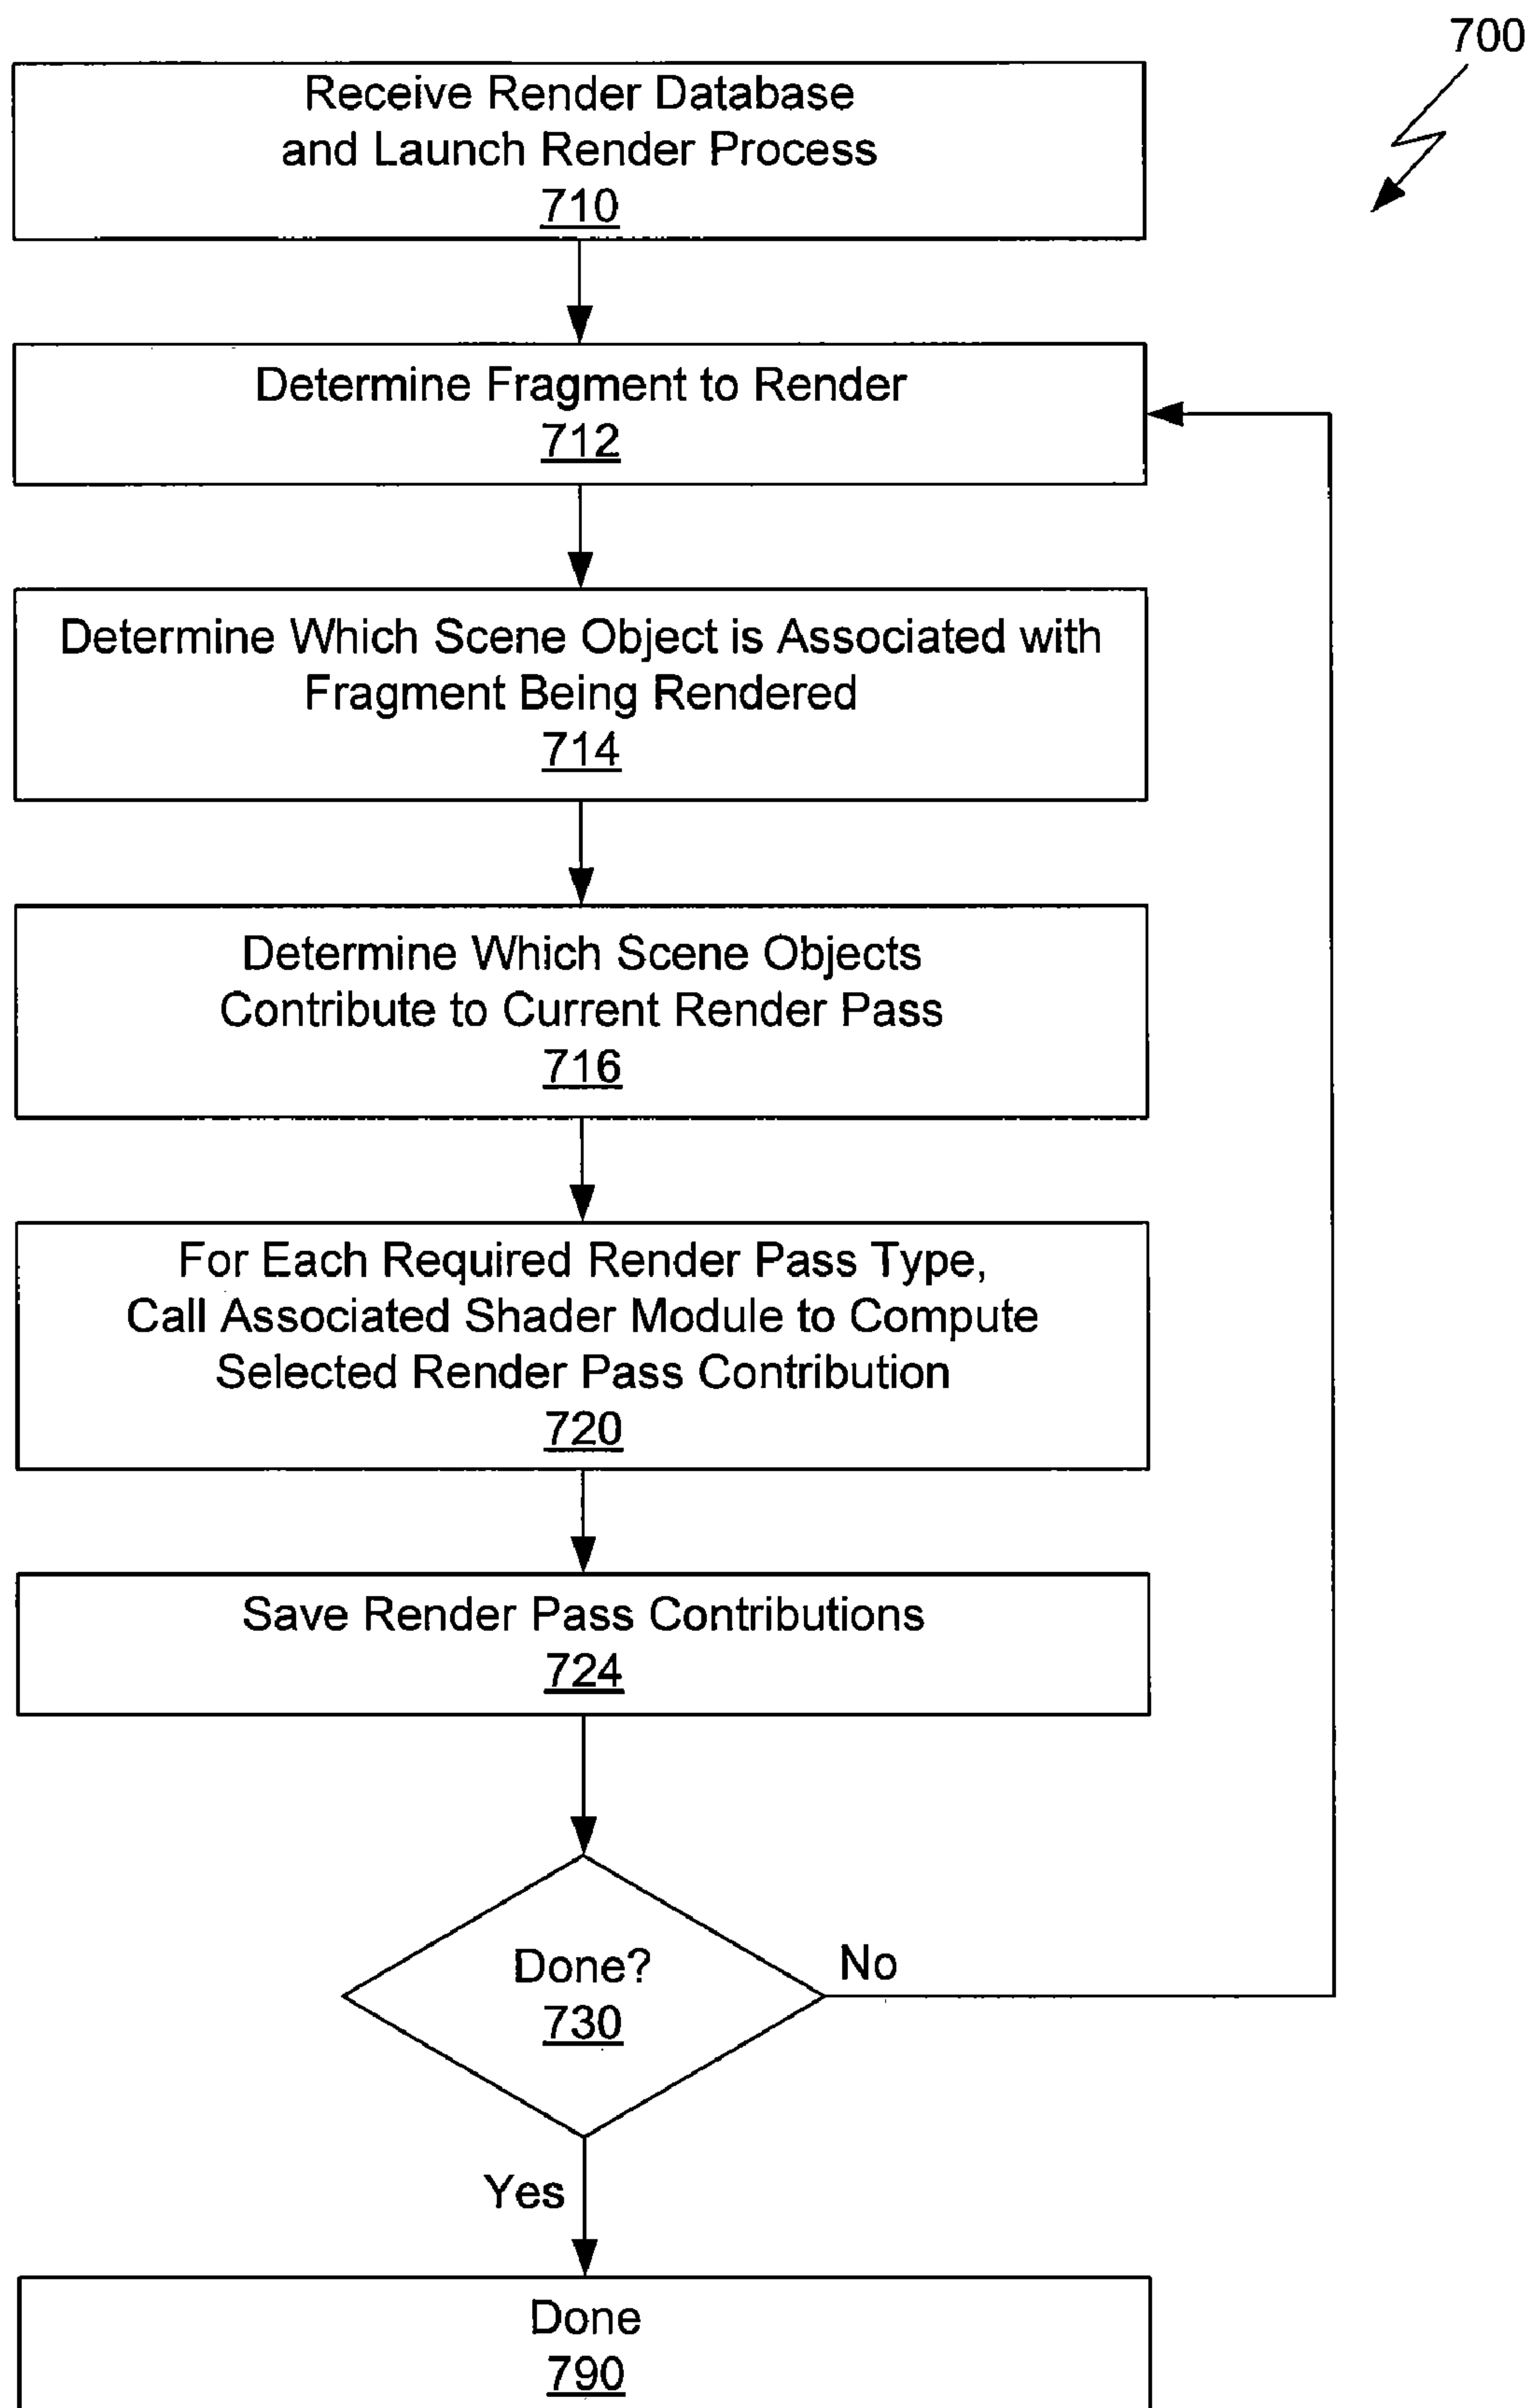 700
Receive Render Database
and Launch Render Process
710
Determine Fragment to Render
712
Determine Which Scene Object is Associated with
Fragment Being Rendered
714
Determine Which Scene Objects
Contribute to Current Render Pass
716
For Each Required Render Pass Type,
Call Associated Shader Module to Compute
Selected Render Pass Contribution
720
Save Render Pass Contributions
724
Done?
730
No
Yes
Done
790